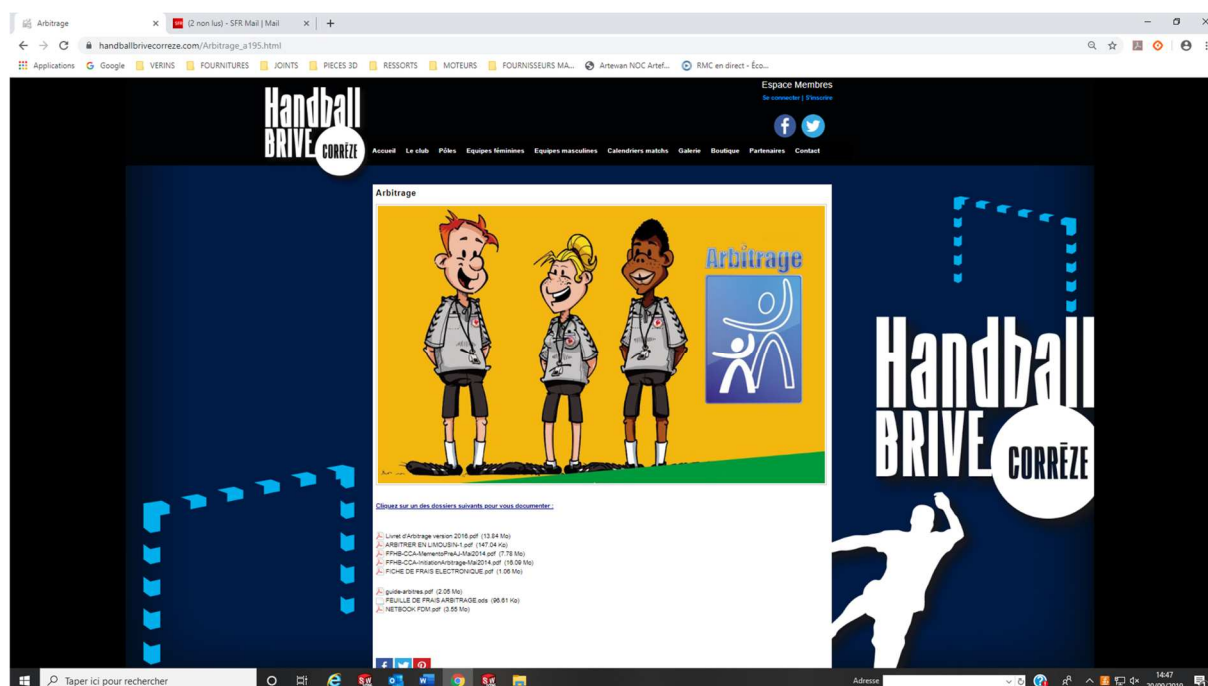 Arbitrage
(2 non lus) - SFR Mail | Mail
handballbrivecorreze.com/Arbitrage_a195.html
Applications Google VERINS FOURNITURES JOINTS PIECES 3D RESSORTS MOTEURS FOURNISSEURS MA... Artewan NOC Artef... RMC en direct - Éco...
Espace Membres
Se connecter | S'inscrire
Handball
BRIVE CORRÈZE
Accueil Le club Pôles Equipes féminines Equipes masculines Calendriers matchs Galerie Boutique Partenaires Contact
Arbitrage
Arbitrage
Handball
BRIVE CORRÈZE
Cliquez sur un des dossiers suivants pour vous documenter :
Livret d'Arbitrage version 2016.pdf (13.84 Mo)
ARBITRER EN LIMOUSIN-1.pdf (147.04 Ko)
FFHB-CCA-MementoPreAJ-Mai2014.pdf (7.78 Mo)
FFHB-CCA-InitiationArbitrage-Mai2014.pdf (16.09 Mo)
FICHE DE FRAIS ELECTRONIQUE.pdf (1.06 Mo)
guide-arbitres.pdf (2.05 Mo)
FEUILLE DE FRAIS ARBITRAGE.ods (96.61 Ko)
NETBOOK FDM.pdf (3.55 Mo)
Taper ici pour rechercher
Adresse
14:47